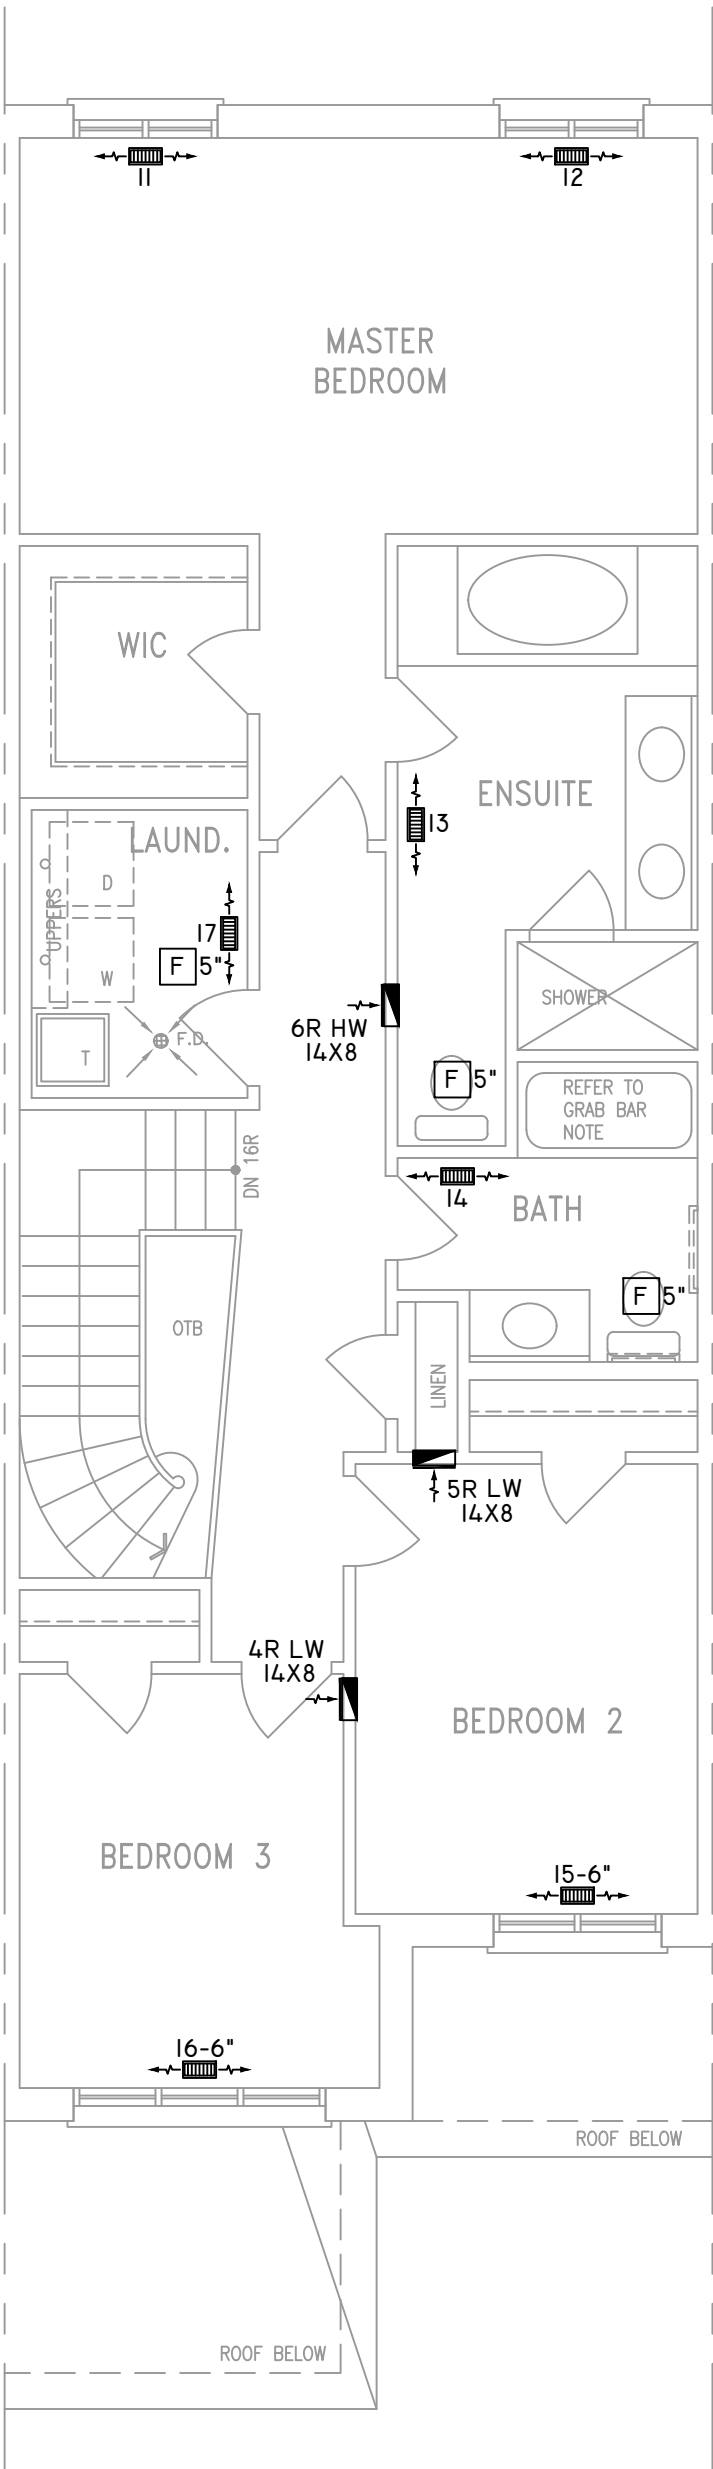 11
12
MASTER
BEDROOM
WIC
ENSUITE
13
LAUND.
D
UPPERS
17
F 5"
W
SHOWER
6R HW
14X8
F.D.
T
F 5"
REFER TO
GRAB BAR
NOTE
DN 16R
14
BATH
F 5"
OTB
LINEN
5R LW
14X8
4R LW
14X8
BEDROOM 2
BEDROOM 3
15-6"
16-6"
ROOF BELOW
ROOF BELOW